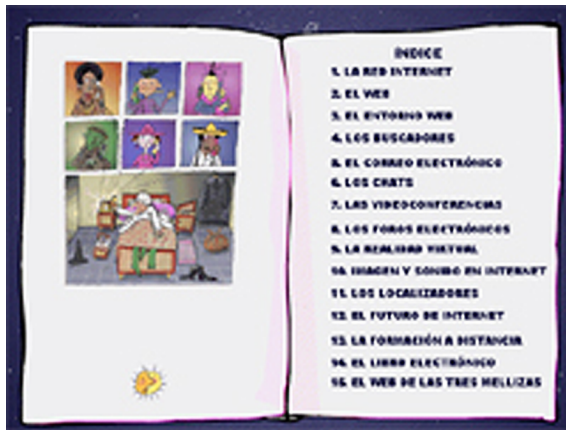 INDICE
1. LA RED INTERNET
2. EL WEB
3. EL ENTORNO WEB
4. LOS BUSCADORES
5. EL CORREO ELECTRÓNICO
6. LOS CHATS
7. LAS VIDEOCONFERENCIAS
8. LOS FOROS ELECTRÓNICOS
9. LA REALIDAD VIRTUAL
10. IMAGEN Y SONIDO EN INTERNET
11. LOS LOCALIZADORES
12. EL FUTURO DE INTERNET
13. LA FORMACIÓN A DISTANCIA
14. EL LIBRO ELECTRÓNICO
15. EL WEB DE LAS TRES MELLIZAS